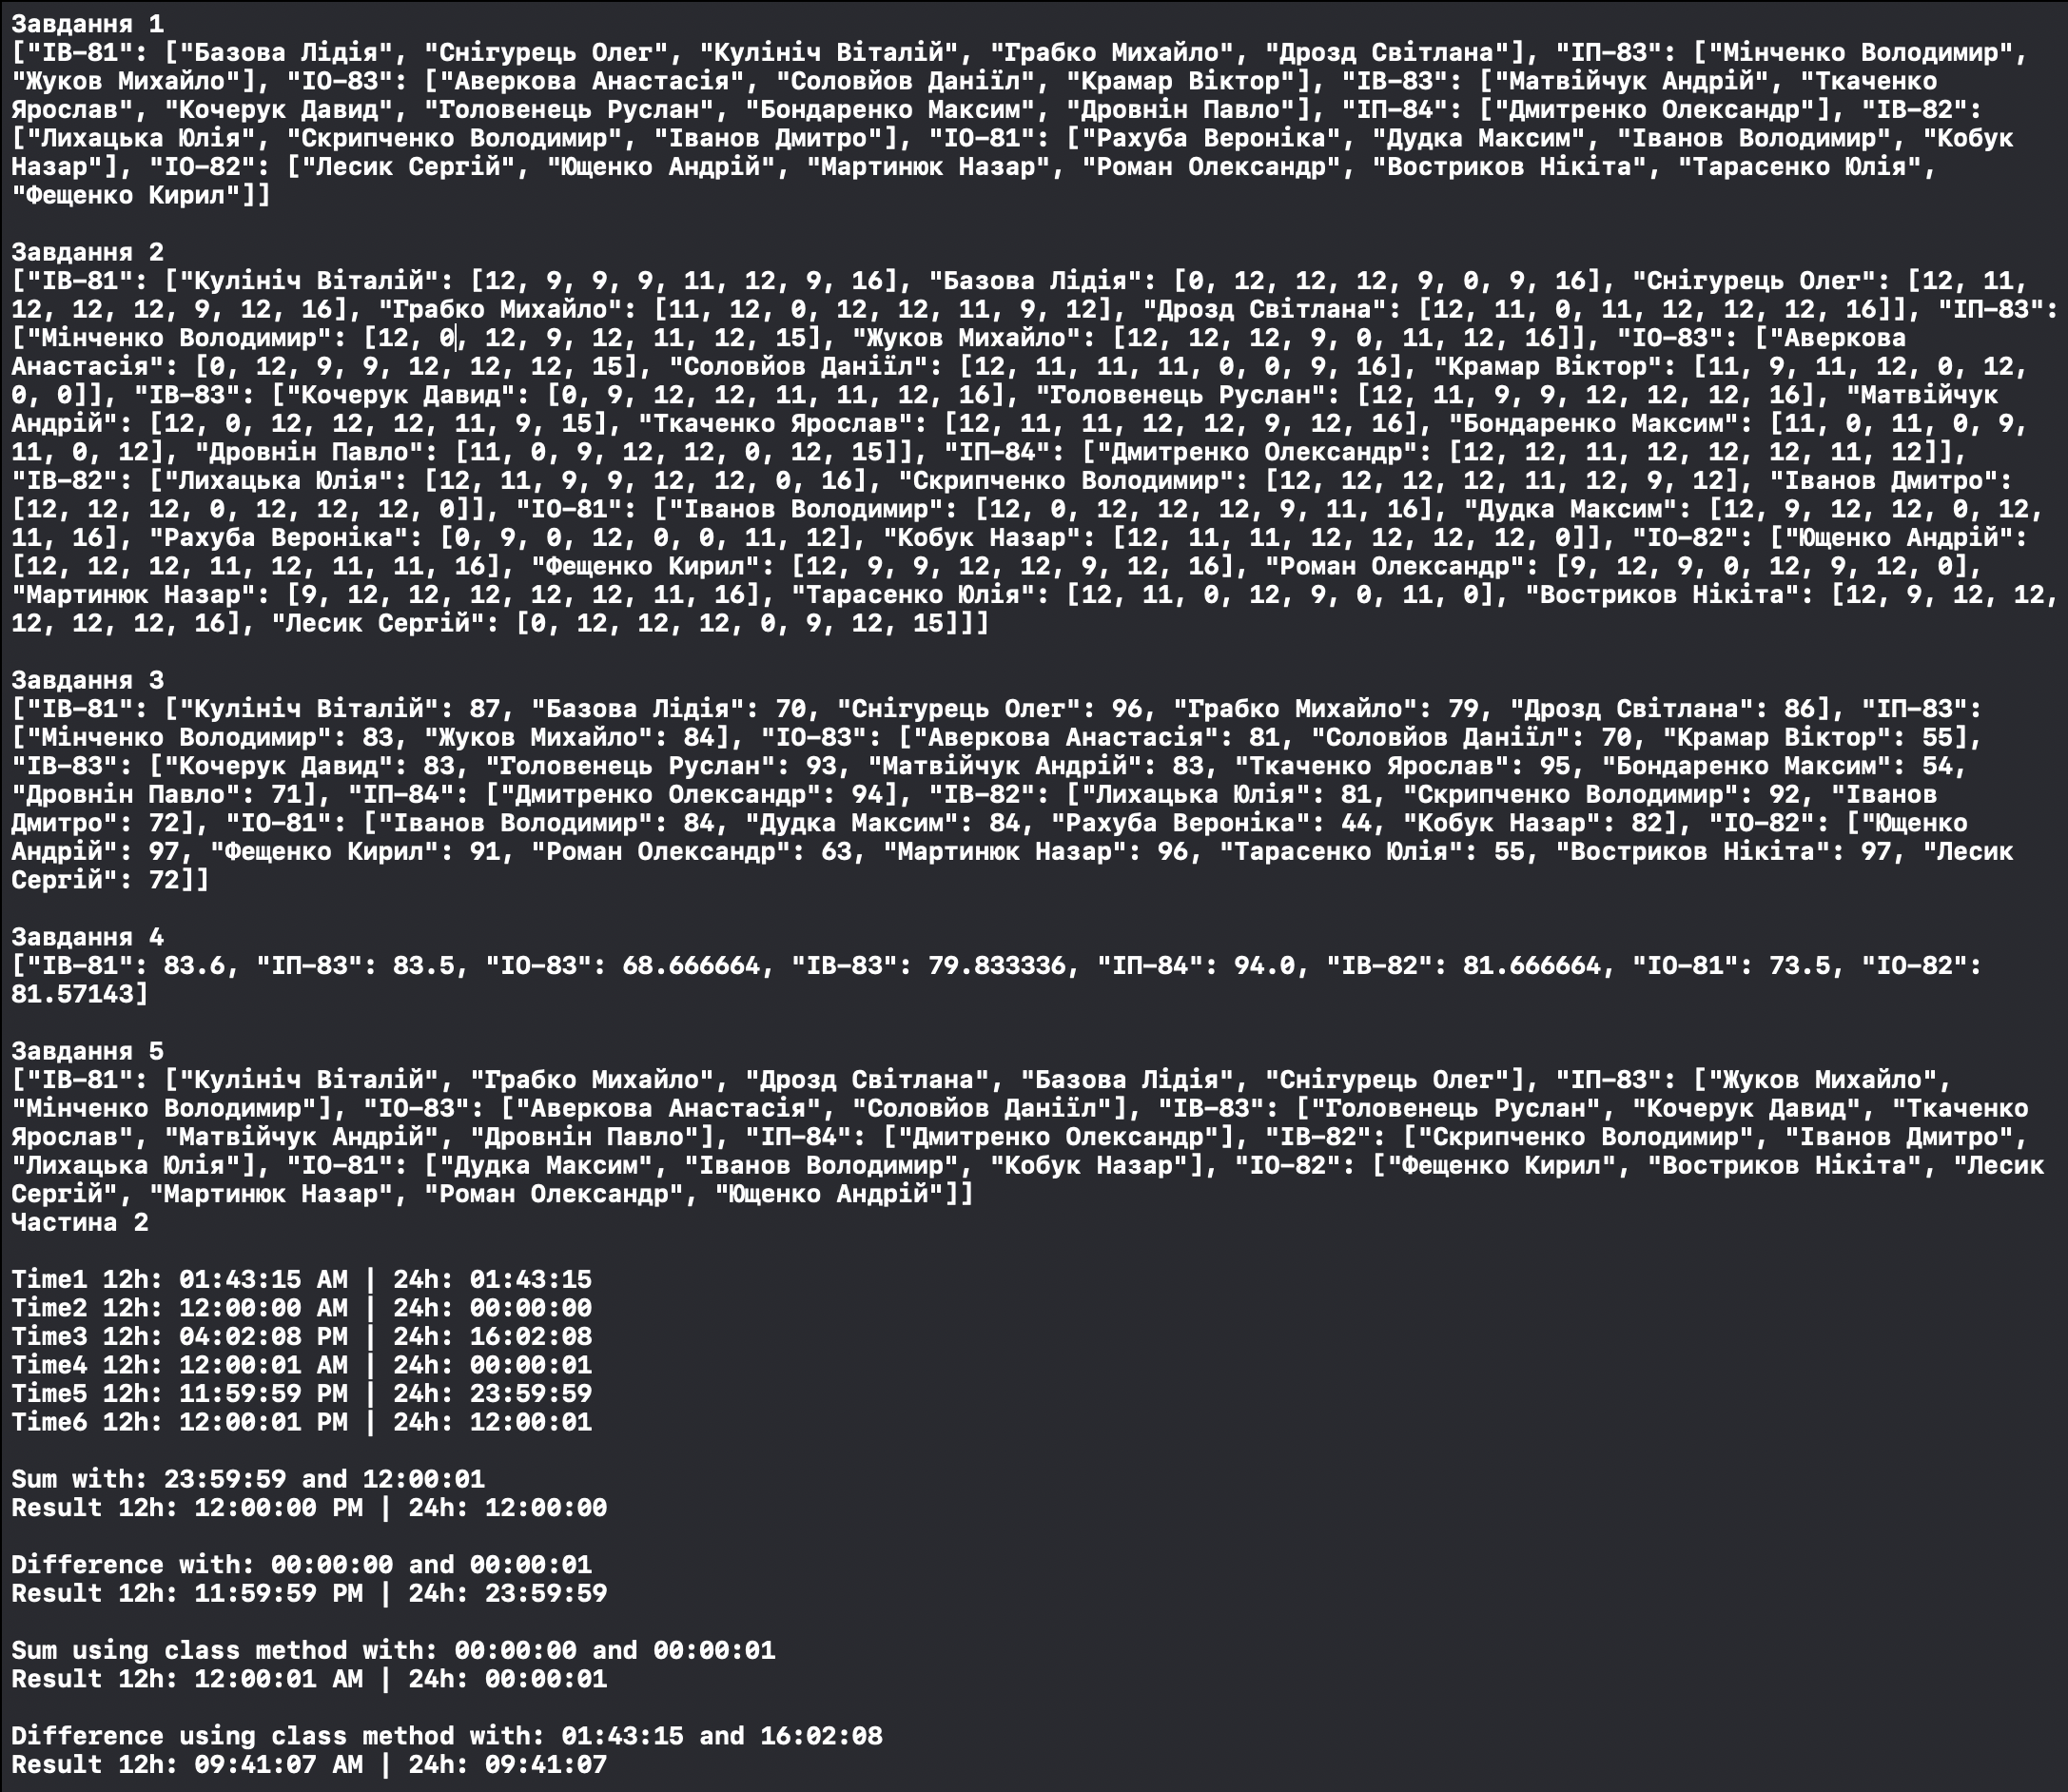 Завдання 1
["ІВ-81": ["Базова Лідія", "Снігурець Олег", "Кулініч Віталій", "Грабко Михайло", "Дрозд Світлана"], "ІП-83": ["Мінченко Володимир",
"Жуков Михайло"], "ІО-83": ["Аверкова Анастасія", "Соловйов Даніїл", "Крамар Віктор"], "ІВ-83": ["Матвійчук Андрій", "Ткаченко
Ярослав", "Кочерук Давид", "Головенець Руслан", "Бондаренко Максим", "Дровнін Павло"], "ІП-84": ["Дмитренко Олександр"], "ІВ-82":
["Лихацька Юлія", "Скрипченко Володимир", "Іванов Дмитро"], "ІО-81": ["Рахуба Вероніка", "Дудка Максим", "Іванов Володимир", "Кобук
Назар"], "ІО-82": ["Лесик Сергій", "Ющенко Андрій", "Мартинюк Назар", "Роман Олександр", "Востриков Нікіта", "Тарасенко Юлія",
"Фещенко Кирил"]]
Завдання 2
["ІВ-81": ["Кулініч Віталій": [12, 9, 9, 9, 11, 12, 9, 16], "Базова Лідія": [0, 12, 12, 12, 9, 0, 9, 16], "Снігурець Олег": [12, 11,
12, 12, 12, 9, 12, 16], "Грабко Михайло": [11, 12, 0, 12, 12, 11, 9, 12], "Дрозд Світлана": [12, 11, 0, 11, 12, 12, 12, 16]], "ІП-83":
["Мінченко Володимир": [12, 0, 12, 9, 12, 11, 12, 15], "Жуков Михайло": [12, 12, 12, 9, 0, 11, 12, 16]], "ІО-83": ["Аверкова
Анастасія": [0, 12, 9, 9, 12, 12, 12, 15], "Соловйов Даніїл": [12, 11, 11, 11, 0, 0, 9, 16], "Крамар Віктор": [11, 9, 11, 12, 0, 12,
0, 0]], "ІВ-83": ["Кочерук Давид": [0, 9, 12, 12, 11, 11, 12, 16], "Головенець Руслан": [12, 11, 9, 9, 12, 12, 12, 16], "Матвійчук
Андрій": [12, 0, 12, 12, 12, 11, 9, 15], "Ткаченко Ярослав": [12, 11, 11, 12, 12, 9, 12, 16], "Бондаренко Максим": [11, 0, 11, 0, 9,
11, 0, 12], "Дровнін Павло": [11, 0, 9, 12, 12, 0, 12, 15]], "ІП-84": ["Дмитренко Олександр": [12, 12, 11, 12, 12, 12, 11, 12]],
"ІВ-82": ["Лихацька Юлія": [12, 11, 9, 9, 12, 12, 0, 16], "Скрипченко Володимир": [12, 12, 12, 12, 11, 12, 9, 12], "Іванов Дмитро":
[12, 12, 12, 0, 12, 12, 12, 0]], "ІО-81": ["Іванов Володимир": [12, 0, 12, 12, 12, 9, 11, 16], "Дудка Максим": [12, 9, 12, 12, 0, 12,
11, 16], "Рахуба Вероніка": [0, 9, 0, 12, 0, 0, 11, 12], "Кобук Назар": [12, 11, 11, 12, 12, 12, 12, 0]], "ІО-82": ["Ющенко Андрій":
[12, 12, 12, 11, 12, 11, 11, 16], "Фещенко Кирил": [12, 9, 9, 12, 12, 9, 12, 16], "Роман Олександр": [9, 12, 9, 0, 12, 9, 12, 0],
"Мартинюк Назар": [9, 12, 12, 12, 12, 12, 11, 16], "Тарасенко Юлія": [12, 11, 0, 12, 9, 0, 11, 0], "Востриков Нікіта": [12, 9, 12, 12,
12, 12, 12, 16], "Лесик Сергій": [0, 12, 12, 12, 0, 9, 12, 15]]]
Завдання 3
["ІВ-81": ["Кулініч Віталій": 87, "Базова Лідія": 70, "Снігурець Олег": 96, "Грабко Михайло": 79, "Дрозд Світлана": 86], "ІП-83":
["Мінченко Володимир": 83, "Жуков Михайло": 84], "ІО-83": ["Аверкова Анастасія": 81, "Соловйов Даніїл": 70, "Крамар Віктор": 55],
"ІВ-83": ["Кочерук Давид": 83, "Головенець Руслан": 93, "Матвійчук Андрій": 83, "Ткаченко Ярослав": 95, "Бондаренко Максим": 54,
"Дровнін Павло": 71], "ІП-84": ["Дмитренко Олександр": 94], "ІВ-82": ["Лихацька Юлія": 81, "Скрипченко Володимир": 92, "Іванов
Дмитро": 72], "ІО-81": ["Іванов Володимир": 84, "Дудка Максим": 84, "Рахуба Вероніка": 44, "Кобук Назар": 82], "ІО-82": ["Ющенко
Андрій": 97, "Фещенко Кирил": 91, "Роман Олександр": 63, "Мартинюк Назар": 96, "Тарасенко Юлія": 55, "Востриков Нікіта": 97, "Лесик
Сергій": 72]]
Завдання 4
["ІВ-81": 83.6, "ІП-83": 83.5, "ІО-83": 68.666664, "ІВ-83": 79.833336, "ІП-84": 94.0, "ІВ-82": 81.666664, "ІО-81": 73.5, "ІО-82":
81.57143]
Завдання 5
["ІВ-81": ["Кулініч Віталій", "Грабко Михайло", "Дрозд Світлана", "Базова Лідія", "Снігурець Олег"], "ІП-83": ["Жуков Михайло",
"Мінченко Володимир"], "ІО-83": ["Аверкова Анастасія", "Соловйов Даніїл"], "ІВ-83": ["Головенець Руслан", "Кочерук Давид", "Ткаченко
Ярослав", "Матвійчук Андрій", "Дровнін Павло"], "ІП-84": ["Дмитренко Олександр"], "ІВ-82": ["Скрипченко Володимир", "Іванов Дмитро",
"Лихацька Юлія"], "ІО-81": ["Дудка Максим", "Іванов Володимир", "Кобук Назар"], "ІО-82": ["Фещенко Кирил", "Востриков Нікіта", "Лесик
Сергій", "Мартинюк Назар", "Роман Олександр", "Ющенко Андрій"]]
Частина 2
Time1 12h: 01:43:15 AM | 24h: 01:43:15
Time2 12h: 12:00:00 AM | 24h: 00:00:00
Time3 12h: 04:02:08 PM | 24h: 16:02:08
Time4 12h: 12:00:01 AM | 24h: 00:00:01
Time5 12h: 11:59:59 PM | 24h: 23:59:59
Time6 12h: 12:00:01 PM | 24h: 12:00:01
Sum with: 23:59:59 and 12:00:01
Result 12h: 12:00:00 PM | 24h: 12:00:00
Difference with: 00:00:00 and 00:00:01
Result 12h: 11:59:59 PM | 24h: 23:59:59
Sum using class method with: 00:00:00 and 00:00:01
Result 12h: 12:00:01 AM | 24h: 00:00:01
Difference using class method with: 01:43:15 and 16:02:08
Result 12h: 09:41:07 AM | 24h: 09:41:07